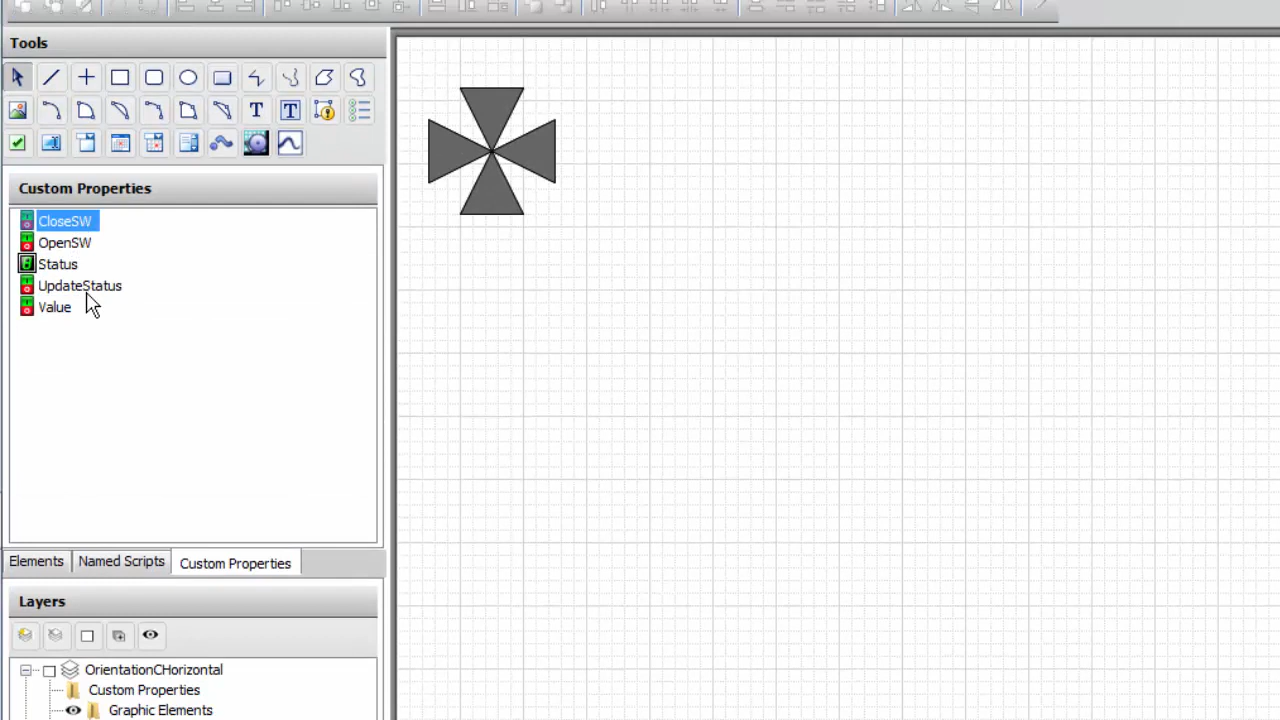 Tools
T T
Custom Properties
CloseSW
OpenSW
Status
UpdateStatus
Value
Elements Named Scripts Custom Properties
Layers
OrientationCHorizontal
Custom Properties
Graphic Elements